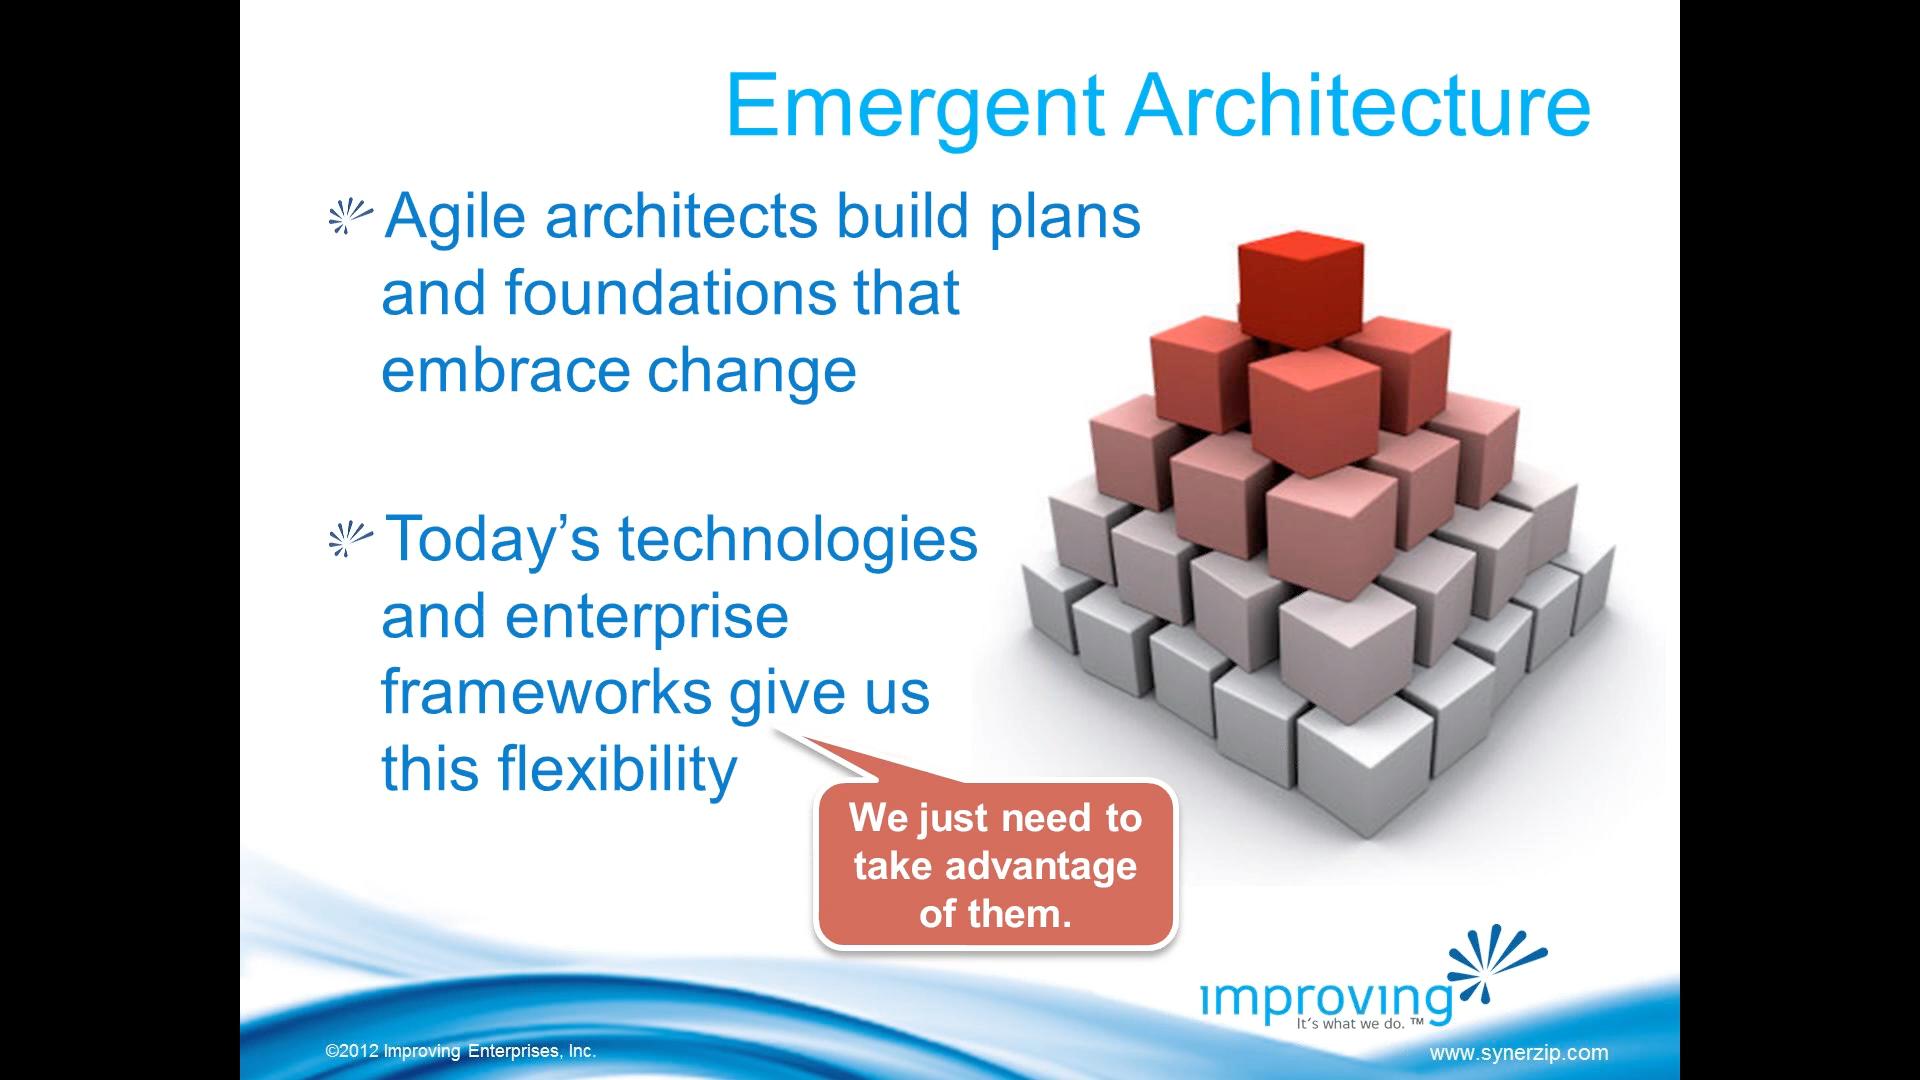 Emergent Architecture
Agile architects build plans
and foundations that
embrace change
Today’s technologies
and enterprise
frameworks give us
this flexibility
We just need to
take advantage
of them.
improving
It's what we do. ™
©2012 Improving Enterprises, Inc.
www.synerzip.com